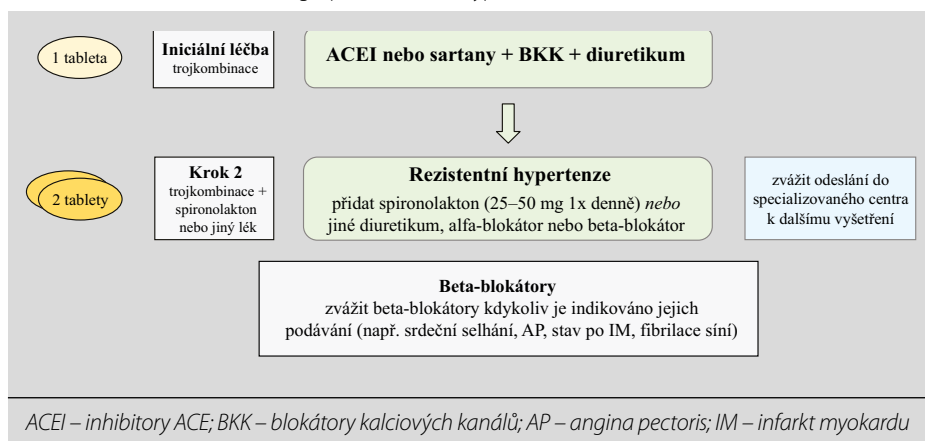 1 tableta
Iniciální léčba
trojkombinace
ACEI nebo sartany + BKK + diuretikum
2 tablety
Krok 2
trojkombinace +
spironolakton
nebo jiný lék
Rezistentní hypertenze
přidat spironolakton (25–50 mg 1x denně) nebo
jiné diuretikum, alfa-blokátor nebo beta-blokátor
zvážit odeslání do
specializovaného centra
k dalšímu vyšetření
Beta-blokátory
zvážit beta-blokátory kdykoliv je indikováno jejich
podávání (např. srdeční selhání, AP, stav po IM, fibrilace síní)
ACEI – inhibitory ACE; BKK – blokátory kalciových kanálů; AP – angina pectoris; IM – infarkt myokardu